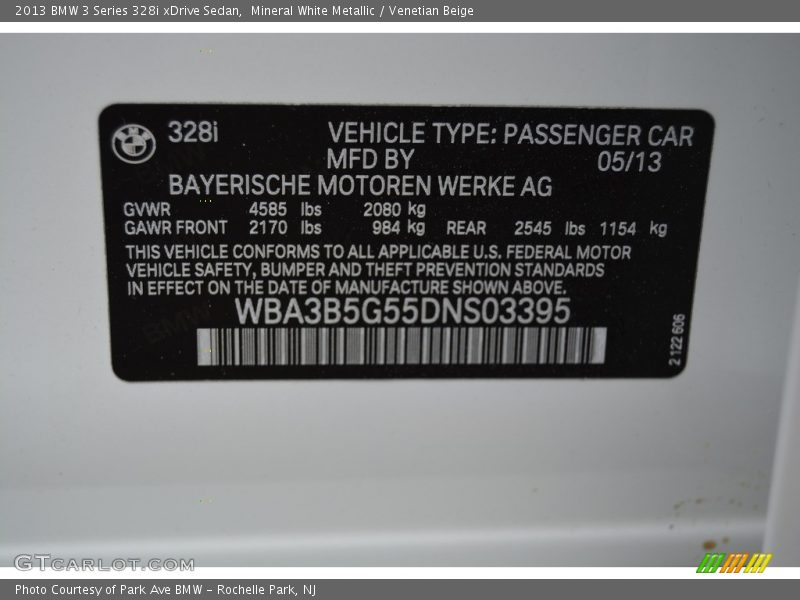 2013 BMW 3 Series 328i xDrive Sedan,  Mineral White Metallic / Venetian Beige
328i
VEHICLE TYPE: PASSENGER CAR
MFD BY 05/13
BAYERISCHE MOTOREN WERKE AG
GVWR 4585 lbs 2080 kg
GAWR FRONT 2170 lbs 984 kg REAR 2545 lbs 1154 kg
THIS VEHICLE CONFORMS TO ALL APPLICABLE U.S. FEDERAL MOTOR
VEHICLE SAFETY, BUMPER AND THEFT PREVENTION STANDARDS
IN EFFECT ON THE DATE OF MANUFACTURE SHOWN ABOVE.
WBA3B5G55DNS03395
2 122 606
GTCARLOT.COM
Photo Courtesy of Park Ave BMW - Rochelle Park, NJ